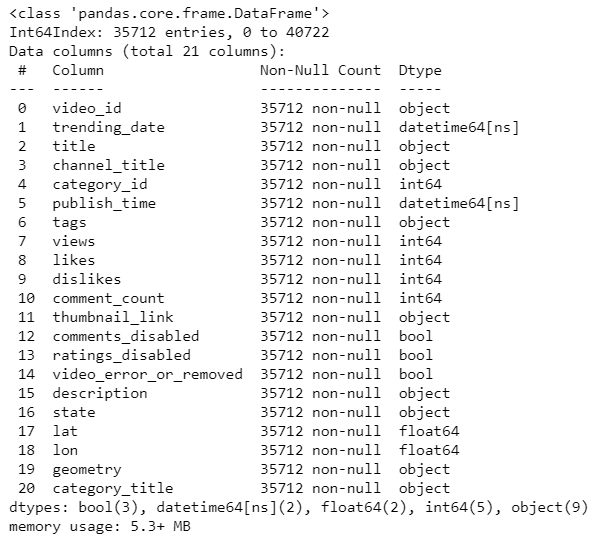 <class 'pandas.core.frame.DataFrame'>
Int64Index: 35712 entries, 0 to 40722
Data columns (total 21 columns):
 #   Column                  Non-Null Count  Dtype
---  ------                  --------------  -----
 0   video_id                35712 non-null  object
 1   trending_date           35712 non-null  datetime64[ns]
 2   title                   35712 non-null  object
 3   channel_title           35712 non-null  object
 4   category_id             35712 non-null  int64
 5   publish_time            35712 non-null  datetime64[ns]
 6   tags                    35712 non-null  object
 7   views                   35712 non-null  int64
 8   likes                   35712 non-null  int64
 9   dislikes                35712 non-null  int64
 10  comment_count           35712 non-null  int64
 11  thumbnail_link          35712 non-null  object
 12  comments_disabled       35712 non-null  bool
 13  ratings_disabled        35712 non-null  bool
 14  video_error_or_removed  35712 non-null  bool
 15  description             35712 non-null  object
 16  state                   35712 non-null  object
 17  lat                     35712 non-null  float64
 18  lon                     35712 non-null  float64
 19  geometry                35712 non-null  object
 20  category_title          35712 non-null  object
dtypes: bool(3), datetime64[ns](2), float64(2), int64(5), object(9)
memory usage: 5.3+ MB